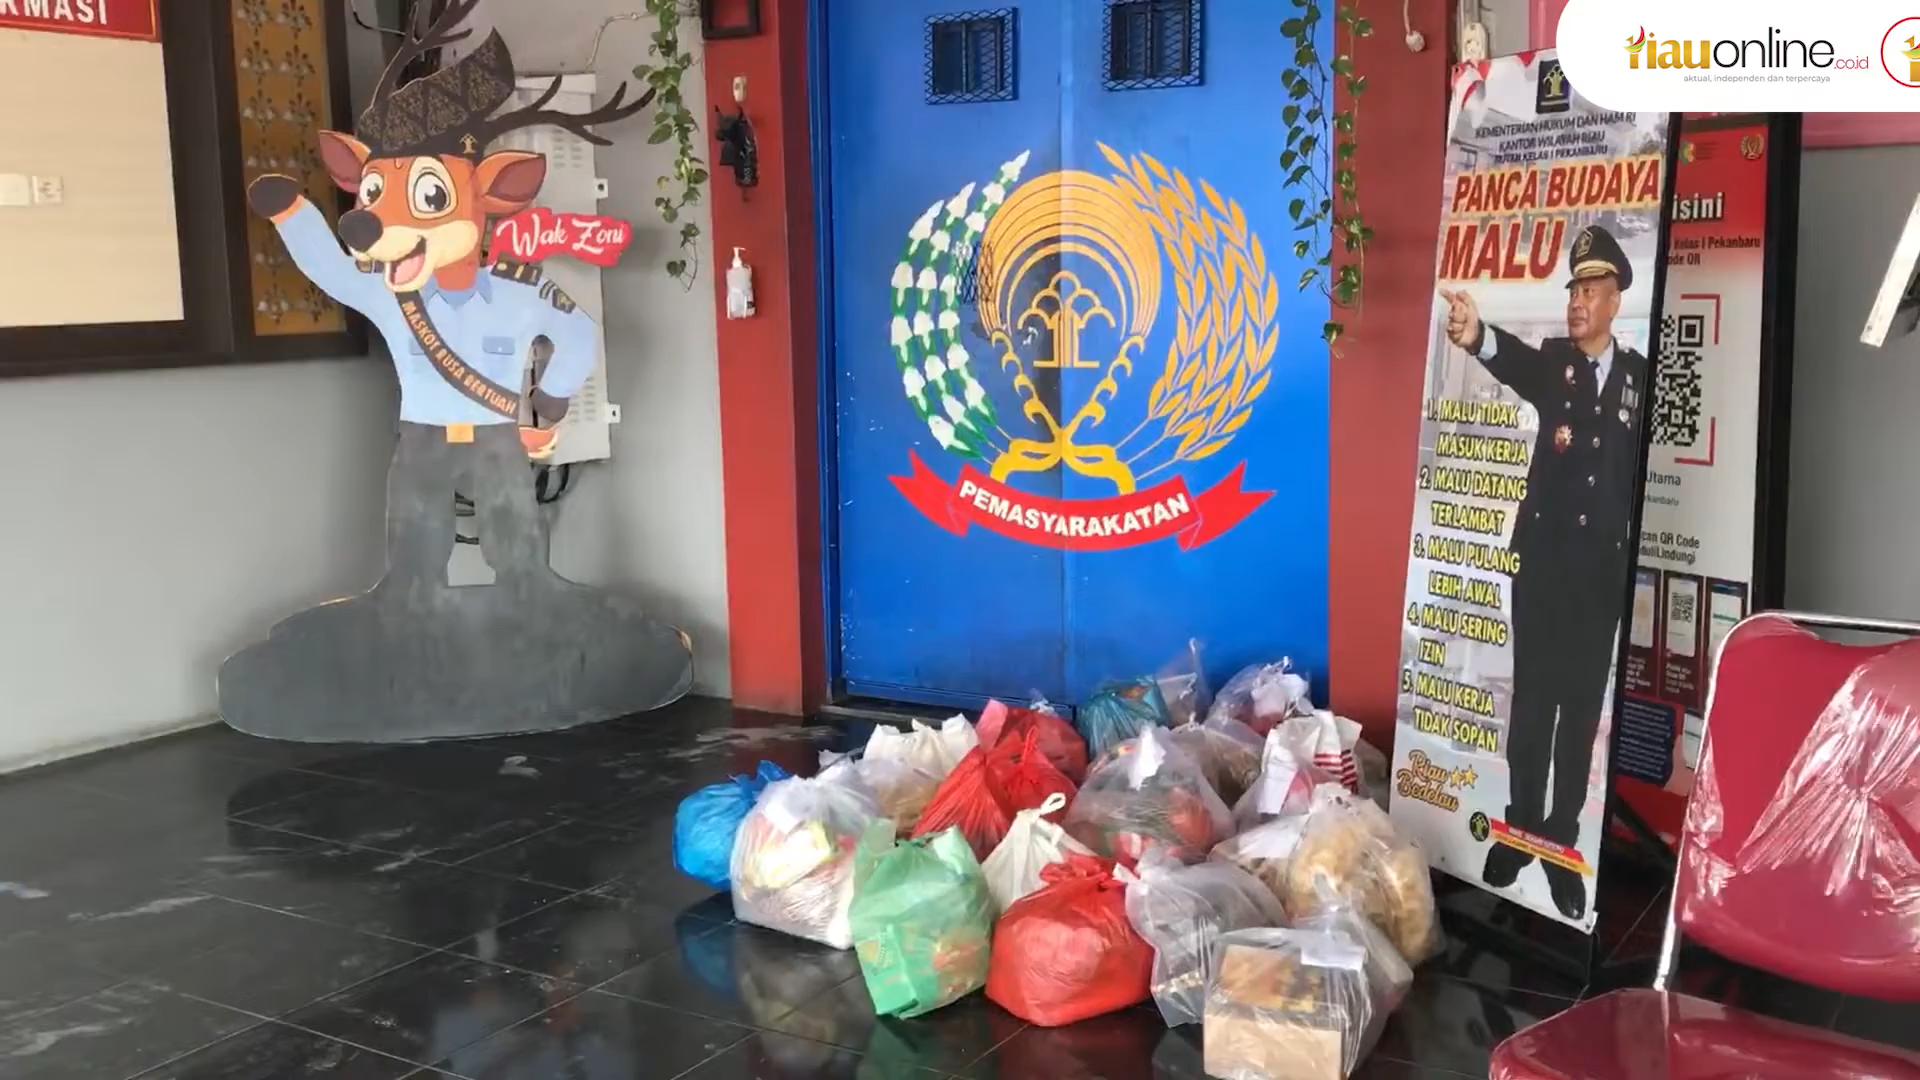 RMASI
riauonline.co.id
aktual, independen dan terpercaya
Wak Zoni
MASKOT RUSA BERTUAH
PEMASYARAKATAN
KEMENTERIAN HUKUM DAN HAM RI
KANTOR WILAYAH RIAU
RUTAN KELAS I PEKANBARU
PANCA BUDAYA
MALU
1. MALU TIDAK
MASUK KERJA
2. MALU DATANG
TERLAMBAT
3. MALU PULANG
LEBIH AWAL
4. MALU SERING
IZIN
5. MALU KERJA
TIDAK SOPAN
Riau
Bedelau
isini
Kelas I Pekanbaru
ode QR
Utama
ekanbaru
can QR Code
duliLindungi